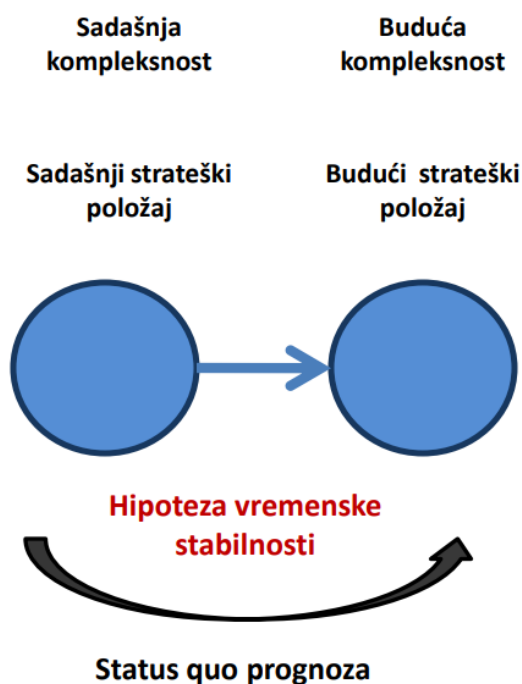 Sadašnja
kompleksnost
Buduća
kompleksnost
Sadašnji strateški
položaj
Budući strateški
položaj
Hipoteza vremenske
stabilnosti
Status quo prognoza